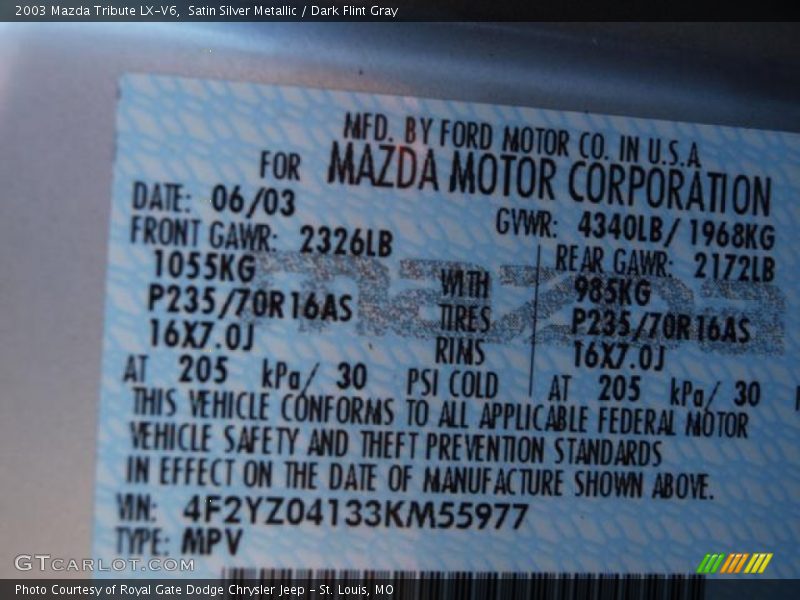 2003 Mazda Tribute LX-V6,  Satin Silver Metallic / Dark Flint Gray
MFD. BY FORD MOTOR CO. IN U.S.A.
FOR MAZDA MOTOR CORPORATION
DATE: 06/03 GVWR: 4340LB/ 1968KG
FRONT GAWR: 2326LB REAR GAWR: 2172LB
1055KG WITH 985KG
P235/70R16AS TIRES P235/70R16AS
16X7.0J RIMS 16X7.0J
AT 205 kPa/ 30 PSI COLD AT 205 kPa/ 30
THIS VEHICLE CONFORMS TO ALL APPLICABLE FEDERAL MOTOR
VEHICLE SAFETY AND THEFT PREVENTION STANDARDS
IN EFFECT ON THE DATE OF MANUFACTURE SHOWN ABOVE.
VIN: 4F2YZ04133KM55977
TYPE: MPV
mazda
GTCARLOT.COM
Photo Courtesy of Royal Gate Dodge Chrysler Jeep - St. Louis, MO